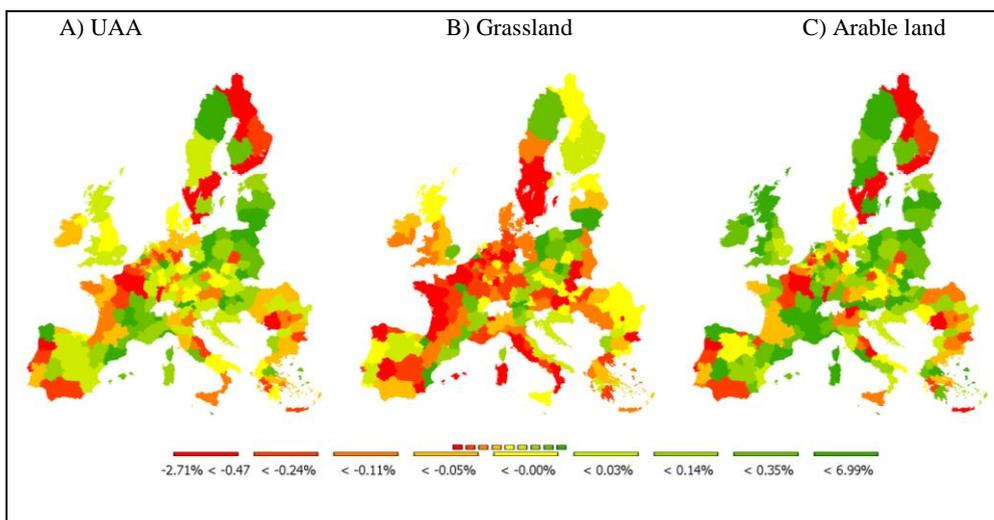 A) UAA B) Grassland C) Arable land
-2.71% < -0.47 < -0.24% < -0.11% < -0.05% < -0.00% < 0.03% < 0.14% < 0.35% < 6.99%